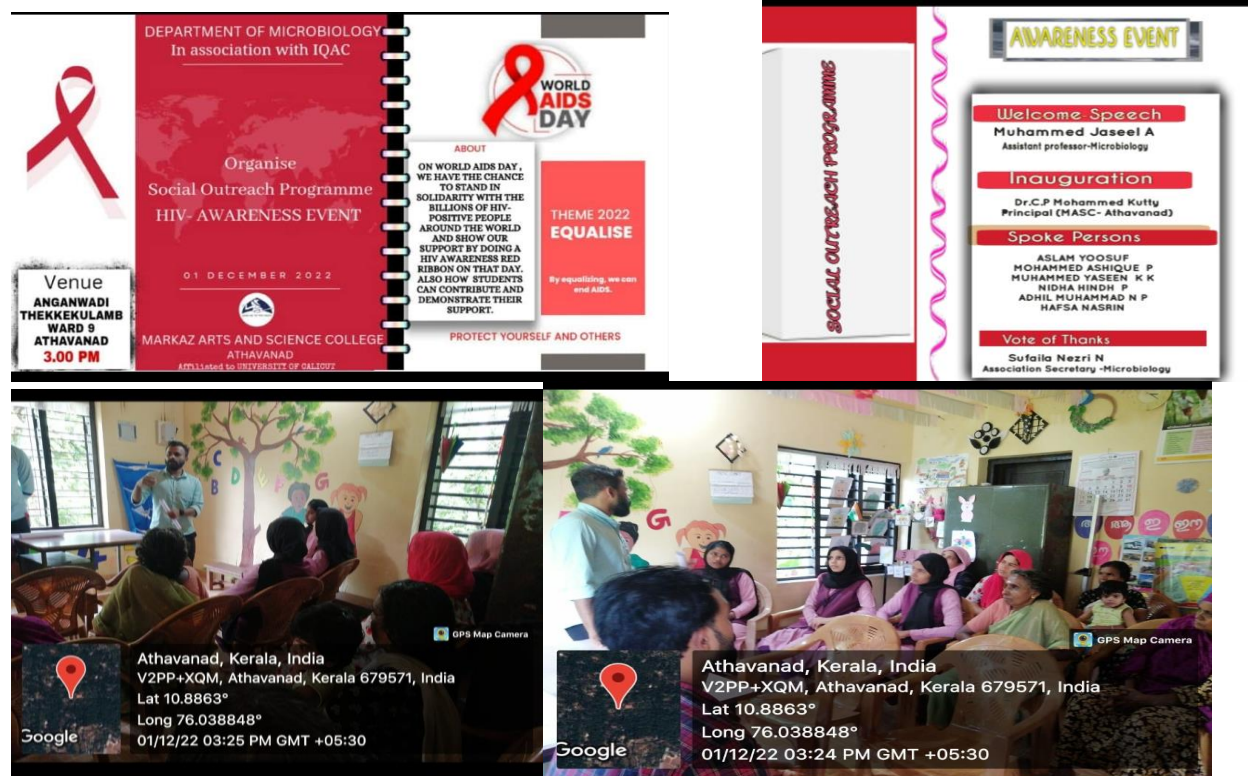 DEPARTMENT OF MICROBIOLOGY
In association with IQAC
Organise
Social Outreach Programme
HIV- AWARENESS EVENT
01 DECEMBER 2022
MARKAZ ARTS AND SCIENCE COLLEGE
ATHAVANAD
Affiliated to UNIVERSITY OF CALICUT
Venue
ANGANWADI
THEKKEKULAMB
WARD 9
ATHAVANAD
3.00 PM
WORLD
AIDS
DAY
ABOUT
ON WORLD AIDS DAY ,
WE HAVE THE CHANCE
TO STAND IN
SOLIDARITY WITH THE
BILLIONS OF HIV-
POSITIVE PEOPLE
AROUND THE WORLD
AND SHOW OUR
SUPPORT BY DOING A
HIV AWARENESS RED
RIBBON ON THAT DAY.
ALSO HOW STUDENTS
CAN CONTRIBUTE AND
DEMONSTRATE THEIR
SUPPORT.
THEME 2022
EQUALISE
By equalizing, we can
end AIDS.
PROTECT YOURSELF AND OTHERS
SOCIAL OUTREACH PROGRAMME
AWARENESS EVENT
Welcome Speech
Muhammed Jaseel A
Assistant professor-Microbiology
Inauguration
Dr.C.P Mohammed Kutty
Principal (MASC- Athavanad)
Spoke Persons
ASLAM YOOSUF
MOHAMMED ASHIQUE P
MUHAMMED YASEEN K K
NIDHA HINDH P
ADHIL MUHAMMAD N P
HAFSA NASRIN
Vote of Thanks
Sufaila Nezri N
Association Secretary -Microbiology
C
B
D
F
G
GPS Map Camera
Athavanad, Kerala, India
V2PP+XQM, Athavanad, Kerala 679571, India
Lat 10.8863°
Long 76.038848°
01/12/22 03:25 PM GMT +05:30
Google
G
ആ
ഇ
ഈ
GPS Map Camera
Athavanad, Kerala, India
V2PP+XQM, Athavanad, Kerala 679571, India
Lat 10.8863°
Long 76.038848°
01/12/22 03:24 PM GMT +05:30
Google